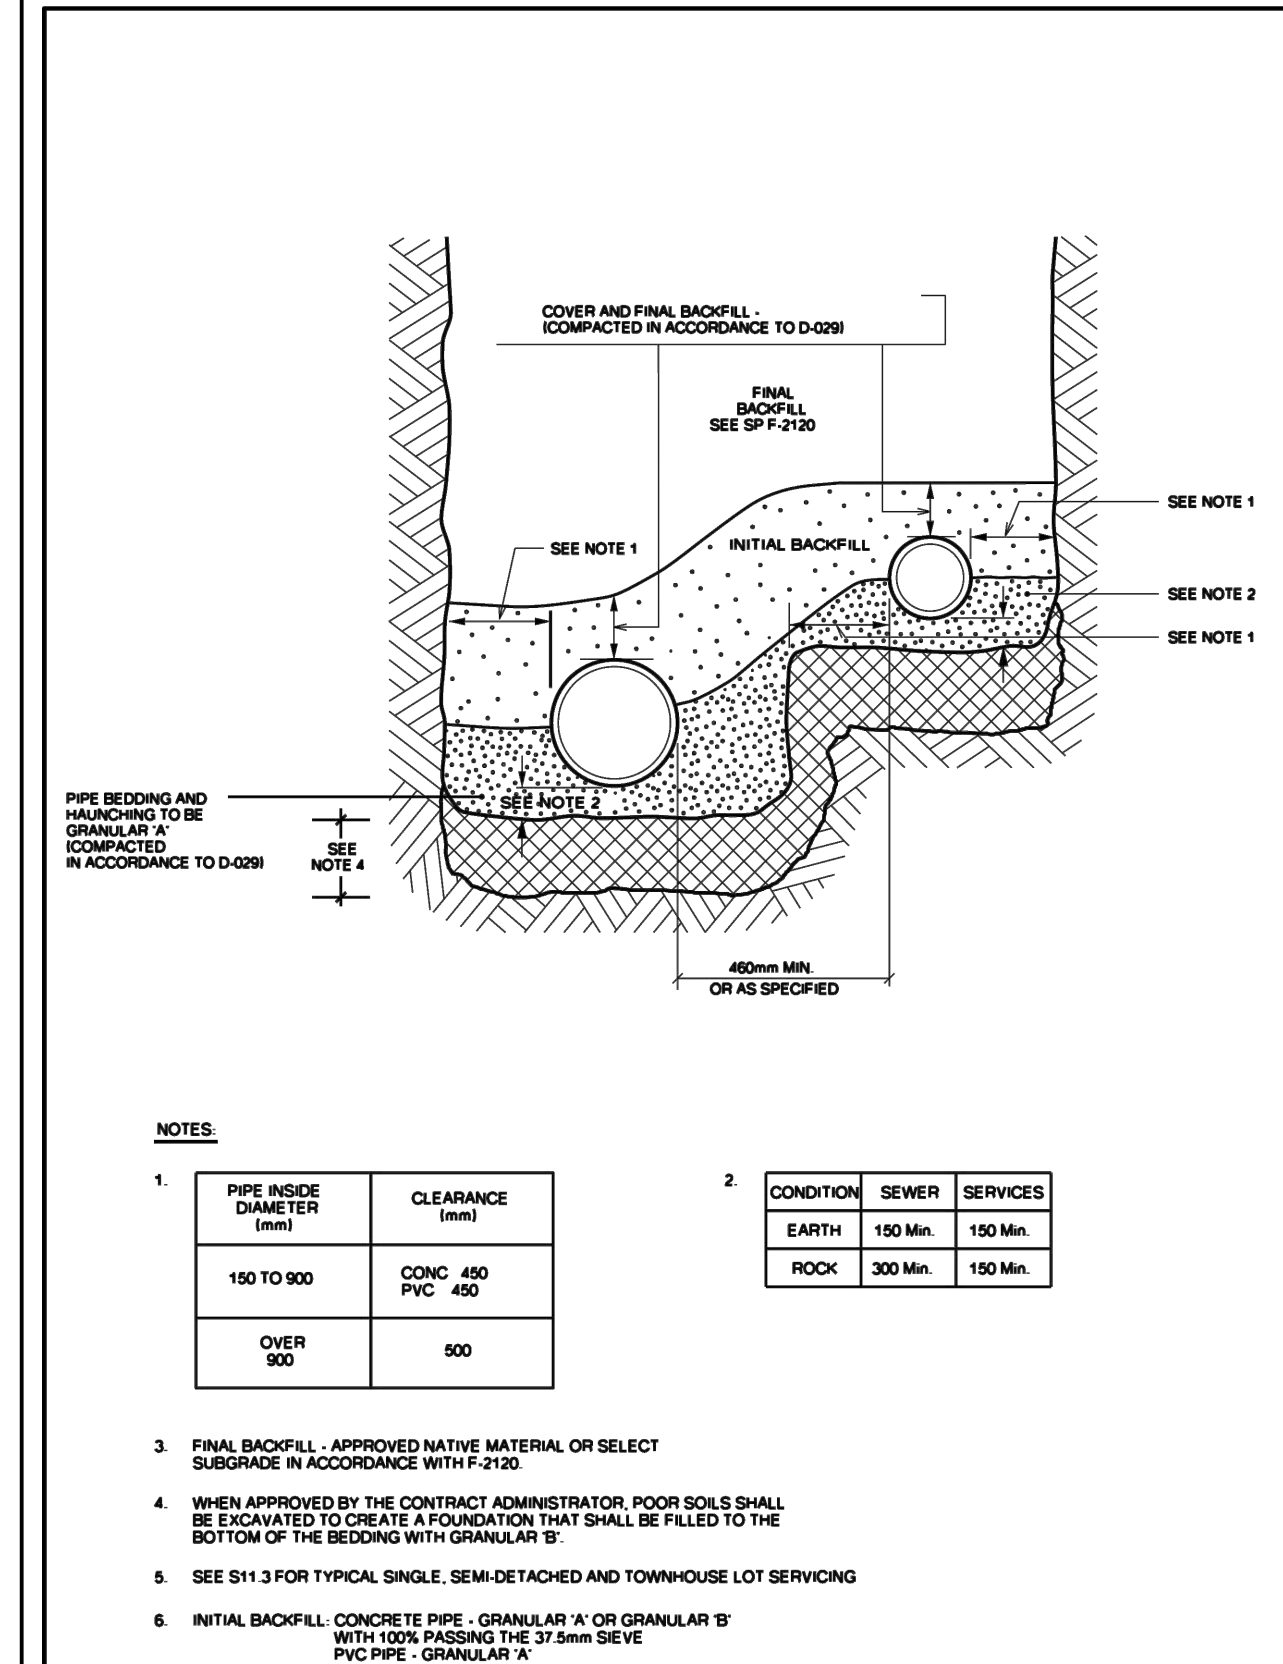 COVER AND FINAL BACKFILL -
(COMPACTED IN ACCORDANCE TO D-029)
FINAL
BACKFILL
SEE SP F-2120
SEE NOTE 1
INITIAL BACKFILL
SEE NOTE 1
SEE NOTE 2
SEE NOTE 1
PIPE BEDDING AND
HAUNCHING TO BE
GRANULAR 'A'
(COMPACTED
IN ACCORDANCE TO D-029)
SEE NOTE 2
SEE
NOTE 4
460mm MIN.
OR AS SPECIFIED
NOTES:
1.
PIPE INSIDE
DIAMETER
(mm)
CLEARANCE
(mm)
150 TO 900
CONC 450
PVC 450
OVER
900
500
2.
CONDITION SEWER SERVICES
EARTH 150 Min. 150 Min.
ROCK 300 Min. 150 Min.
3. FINAL BACKFILL - APPROVED NATIVE MATERIAL OR SELECT
SUBGRADE IN ACCORDANCE WITH F-2120.
4. WHEN APPROVED BY THE CONTRACT ADMINISTRATOR, POOR SOILS SHALL
BE EXCAVATED TO CREATE A FOUNDATION THAT SHALL BE FILLED TO THE
BOTTOM OF THE BEDDING WITH GRANULAR 'B'.
5. SEE S11.3 FOR TYPICAL SINGLE, SEMI-DETACHED AND TOWNHOUSE LOT SERVICING
6. INITIAL BACKFILL: CONCRETE PIPE - GRANULAR 'A' OR GRANULAR 'B'
WITH 100% PASSING THE 37.5mm SIEVE
PVC PIPE - GRANULAR 'A'